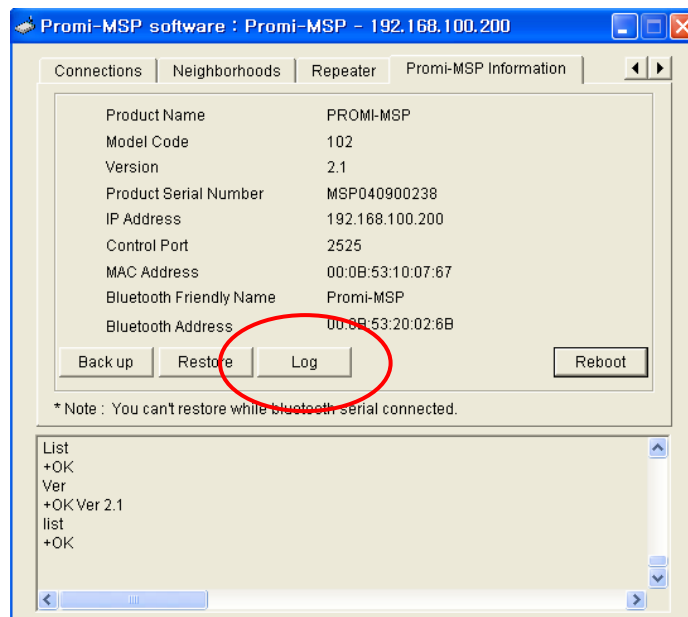 Promi-MSP software : Promi-MSP - 192.168.100.200
Connections Neighborhoods Repeater Promi-MSP Information
Product Name PROMI-MSP
Model Code 102
Version 2.1
Product Serial Number MSP040900238
IP Address 192.168.100.200
Control Port 2525
MAC Address 00:0B:53:10:07:67
Bluetooth Friendly Name Promi-MSP
Bluetooth Address 00:0B:53:20:02:6B
Back up Restore Log Reboot
* Note : You can't restore while bluetooth serial connected.
List
+OK
Ver
+OK Ver 2.1
list
+OK